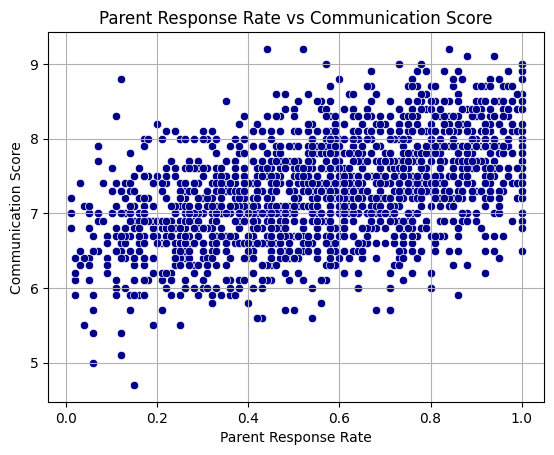 Parent Response Rate vs Communication Score
Communication Score
9
8
7
6
5
0.0 0.2 0.4 0.6 0.8 1.0
Parent Response Rate